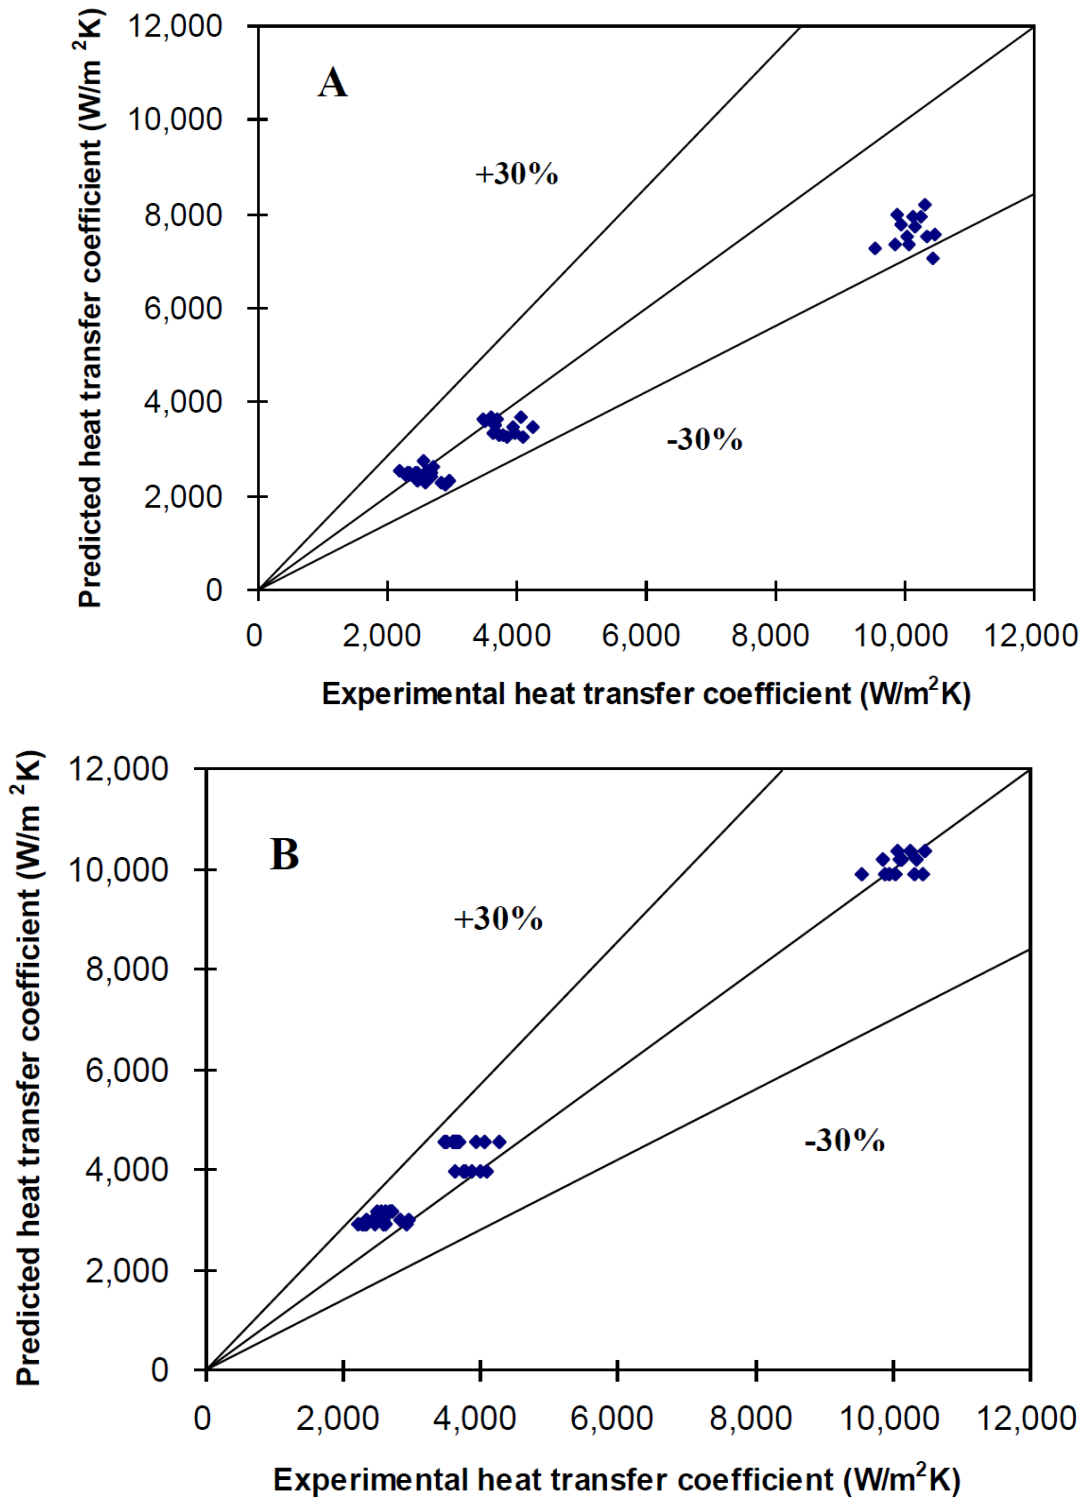 12,000
10,000
8,000
6,000
4,000
2,000
0
Predicted heat transfer coefficient (W/m ²K)
A
+30%
-30%
0 2,000 4,000 6,000 8,000 10,000 12,000
Experimental heat transfer coefficient (W/m²K)
12,000
10,000
8,000
6,000
4,000
2,000
0
Predicted heat transfer coefficient (W/m ²K)
B
+30%
-30%
0 2,000 4,000 6,000 8,000 10,000 12,000
Experimental heat transfer coefficient (W/m²K)